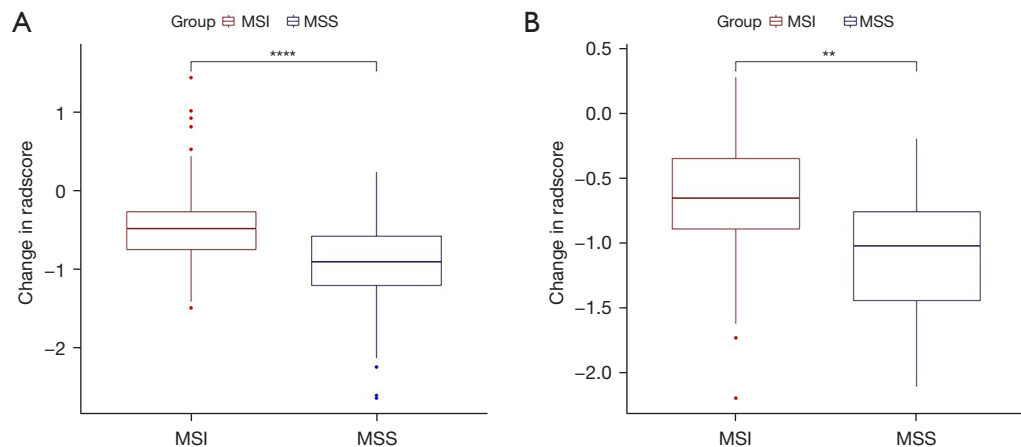 A
Group MSI MSS
****
Change in radscore
1
0
−1
−2
MSI MSS
B
Group MSI MSS
**
Change in radscore
0.5
0.0
−0.5
−1.0
−1.5
−2.0
MSI MSS